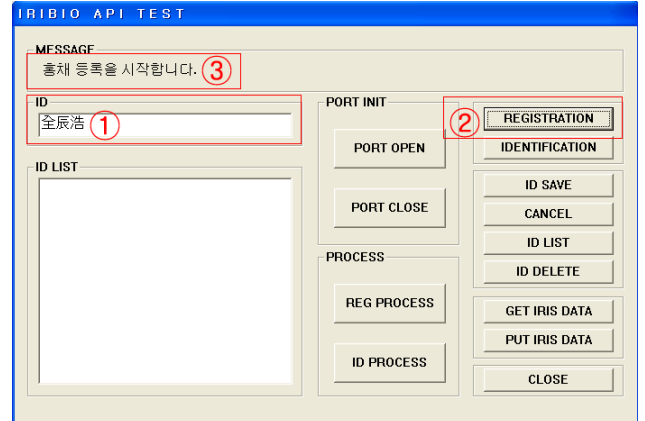 IRIBIO API TEST
MESSAGE
홍채 등록을 시작합니다. ③
ID
全辰浩 ①
ID LIST
PORT INIT
PORT OPEN
PORT CLOSE
PROCESS
REG PROCESS
ID PROCESS
② REGISTRATION
IDENTIFICATION
ID SAVE
CANCEL
ID LIST
ID DELETE
GET IRIS DATA
PUT IRIS DATA
CLOSE